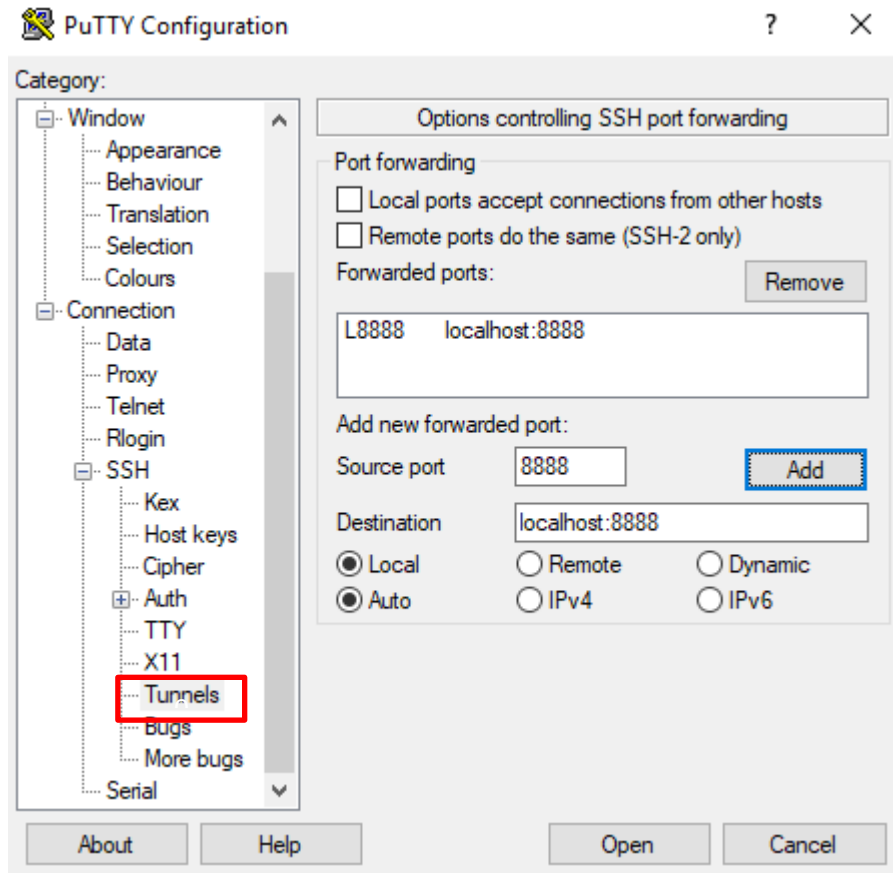 PuTTY Configuration
?
Category:
Window
Appearance
Behaviour
Translation
Selection
Colours
Connection
Data
Proxy
Telnet
Rlogin
SSH
Kex
Host keys
Cipher
Auth
TTY
X11
Tunnels
Bugs
More bugs
Serial
Options controlling SSH port forwarding
Port forwarding
Local ports accept connections from other hosts
Remote ports do the same (SSH-2 only)
Forwarded ports:
Remove
L8888 localhost:8888
Add new forwarded port:
Source port 8888 Add
Destination localhost:8888
Local Remote Dynamic
Auto IPv4 IPv6
About Help Open Cancel